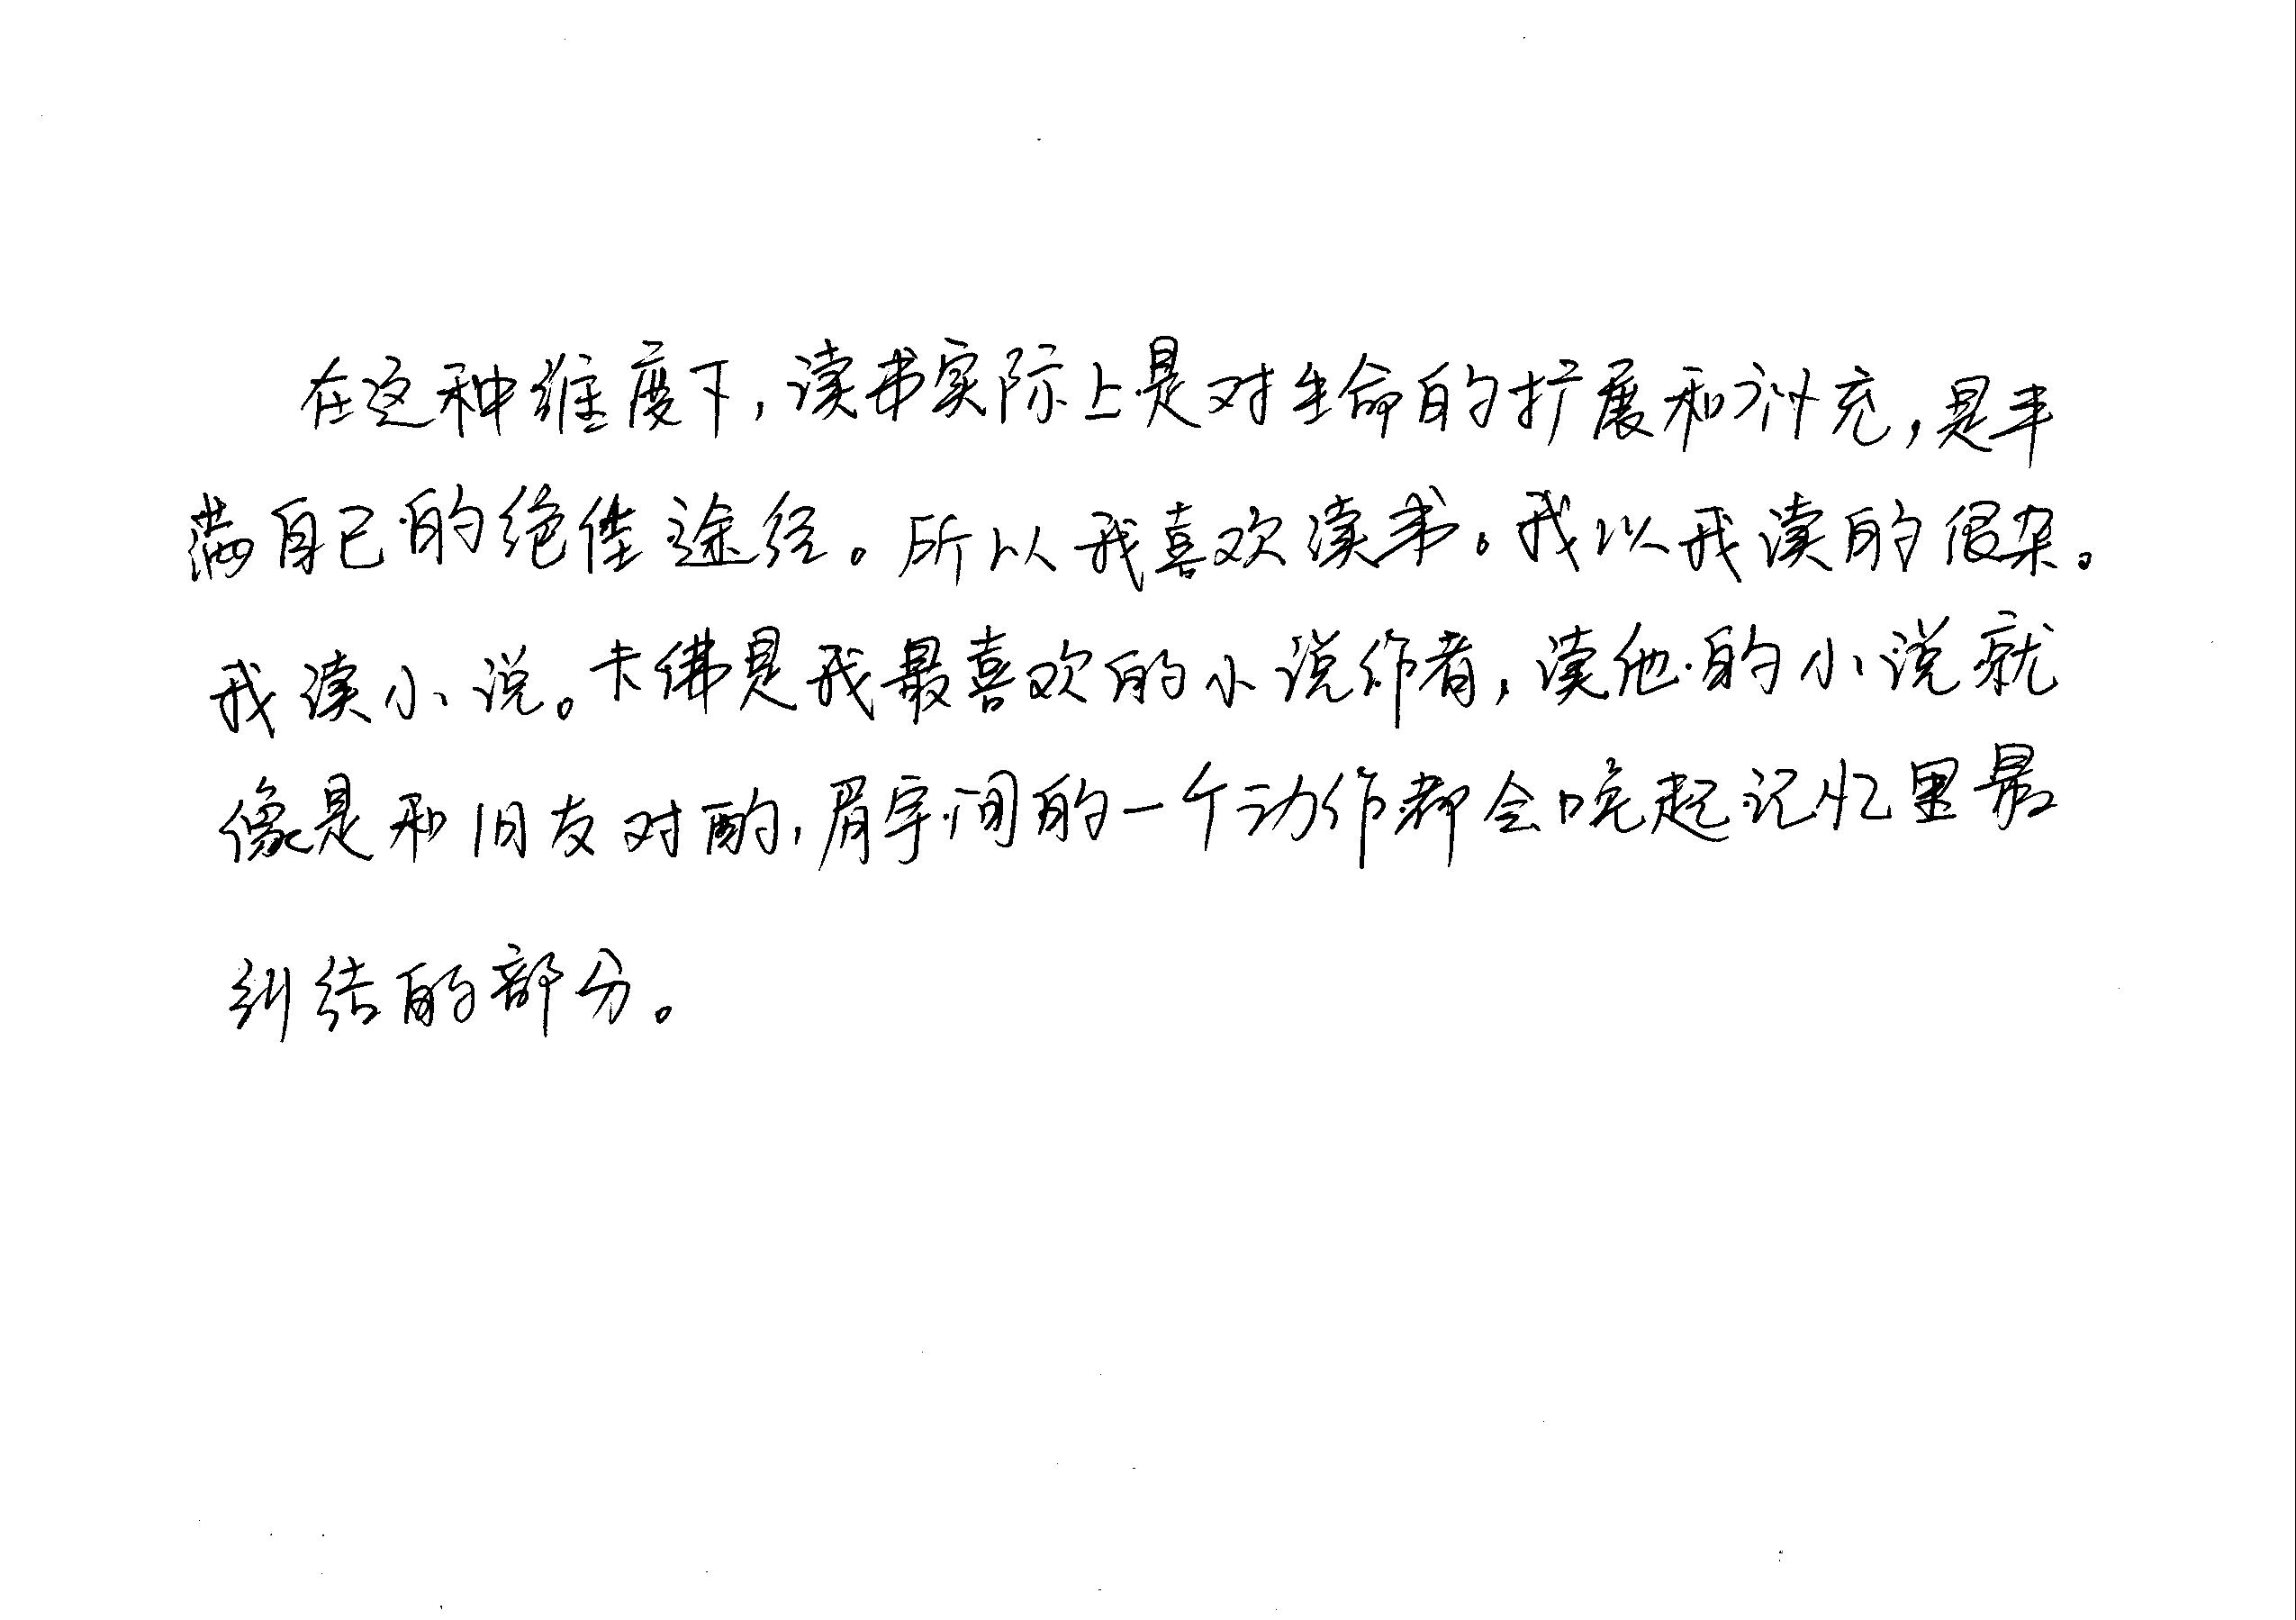 在这种维度下,读书实际上是对生命的扩展和补充,是丰
满自己的绝佳途径。所以我喜欢读书。我以我读的很杂。
我读小说。卡佛是我最喜欢的小说作者,读他的小说就
像是和旧友对酌,眉宇间的一个动作都会唤起记忆里最
纠结的部分。